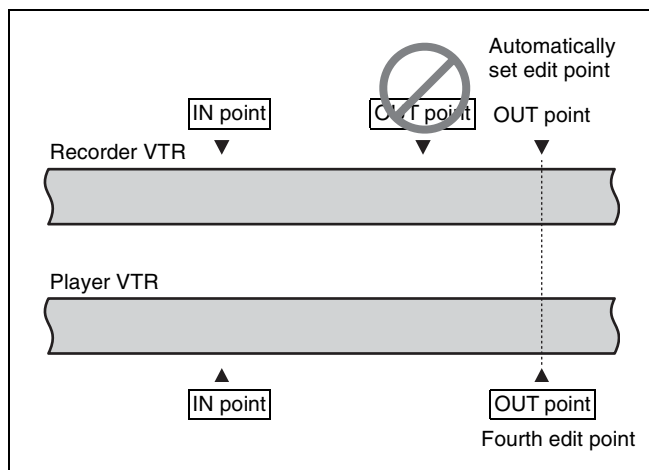 Automatically
set edit point
IN point
OUT point
OUT point
Recorder VTR
Player VTR
IN point
OUT point
Fourth edit point